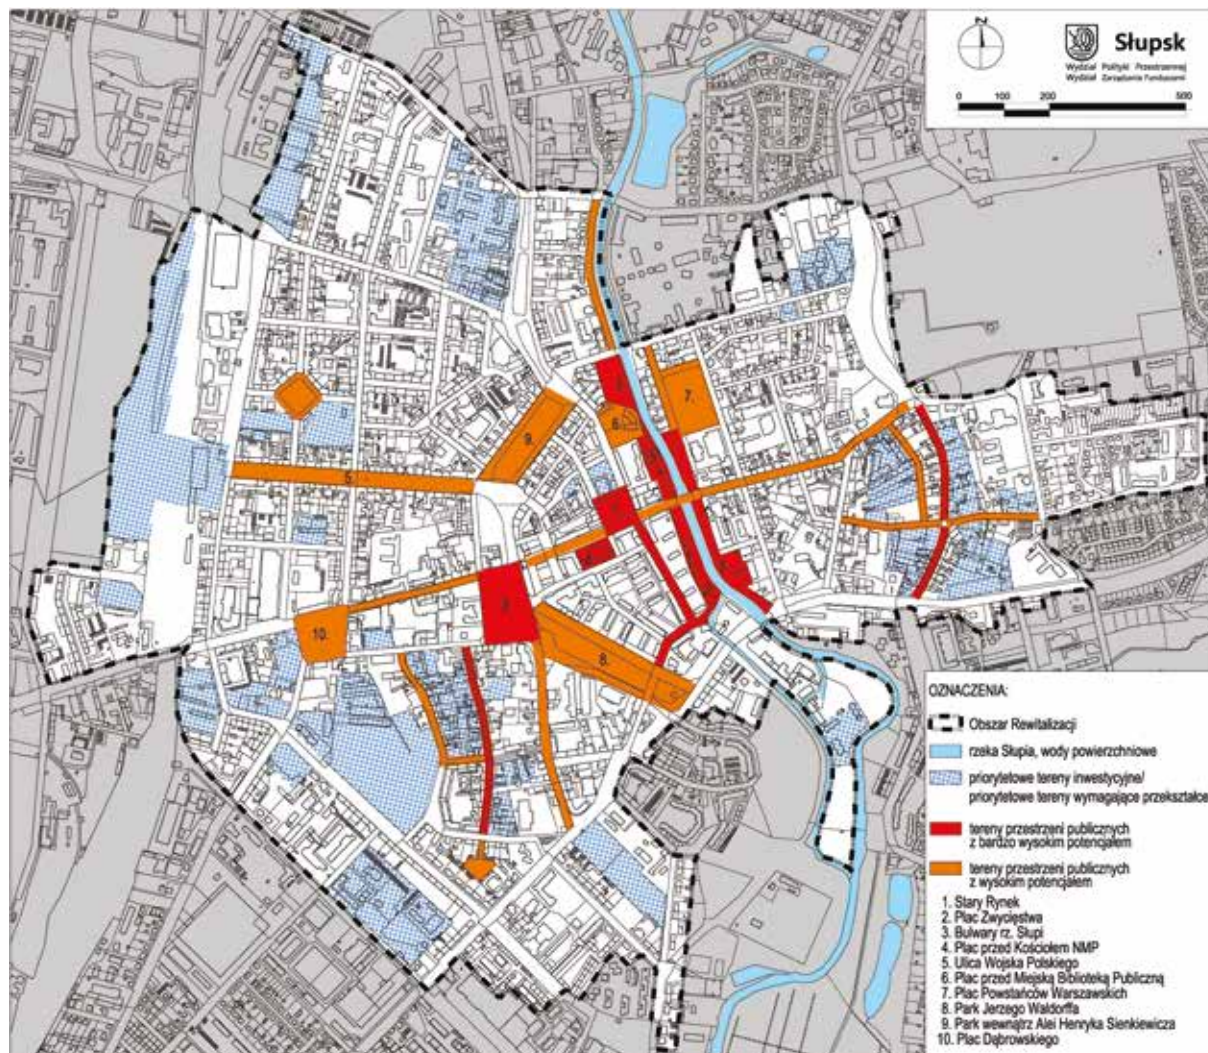 N
Słupsk
Wydział Polityki Przestrzennej
Wydział Zarządzania Funduszami
0 100 200 500
7.
6.
9.
5.
10.
8.
OZNACZENIA:
Obszar Rewitalizacji
rzeka Słupia, wody powierzchniowe
priorytetowe tereny inwestycyjne/
priorytetowe tereny wymagające przekształce
tereny przestrzeni publicznych
z bardzo wysokim potencjałem
tereny przestrzeni publicznych
z wysokim potencjałem
1. Stary Rynek
2. Plac Zwycięstwa
3. Bulwary rz. Słupi
4. Plac przed Kościołem NMP
5. Ulica Wojska Polskiego
6. Plac przed Miejską Biblioteką Publiczną
7. Plac Powstańców Warszawskich
8. Park Jerzego Waldorffa
9. Park wewnątrz Alei Henryka Sienkiewicza
10. Plac Dąbrowskiego